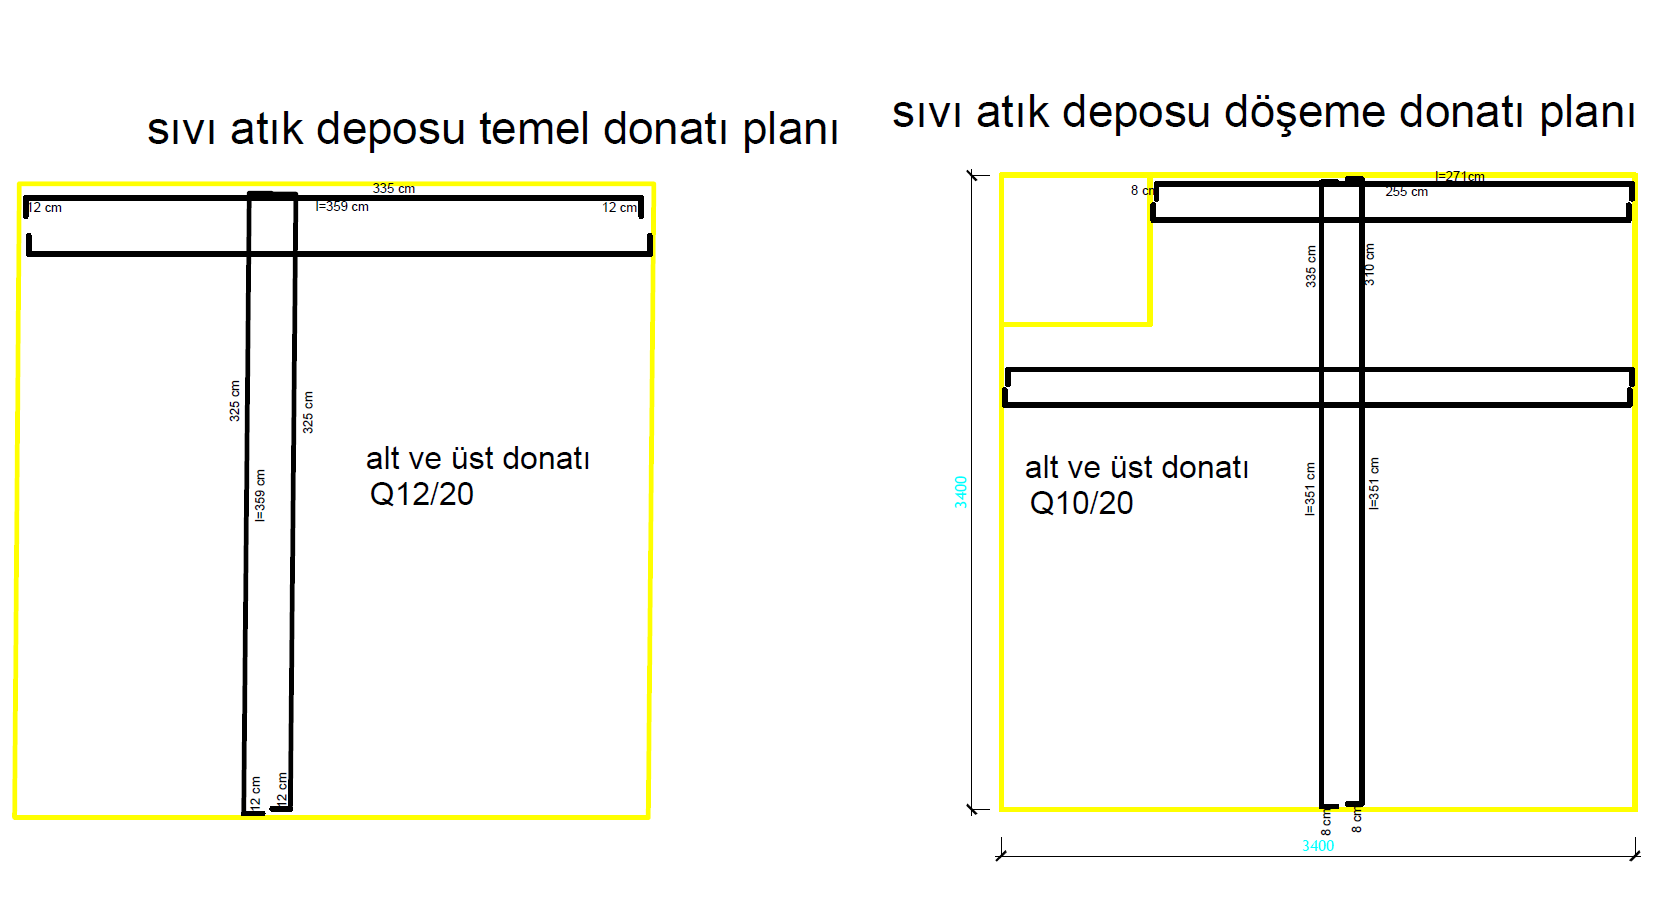 sıvı atık deposu temel donatı planı
335 cm
12 cm
l=359 cm
12 cm
325 cm
325 cm
l=359 cm
alt ve üst donatı
Q12/20
12 cm
12 cm
sıvı atık deposu döşeme donatı planı
l=271cm
8 cm
255 cm
335 cm
310 cm
3400
alt ve üst donatı
Q10/20
l=351 cm
l=351 cm
8 cm
8 cm
3400